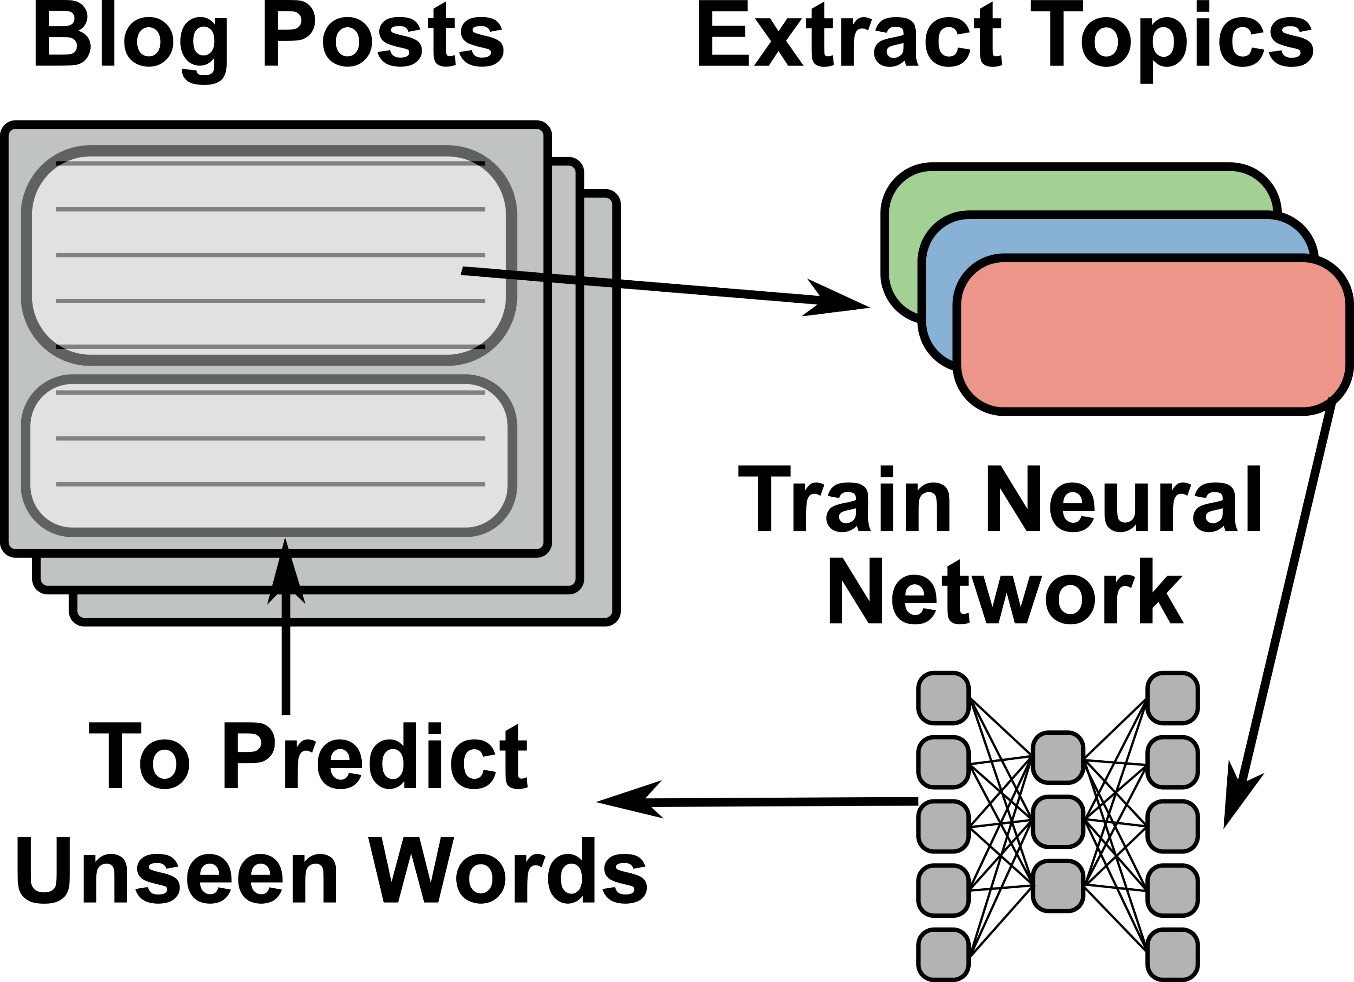 Blog Posts
Extract Topics
Train Neural
Network
To Predict
Unseen Words